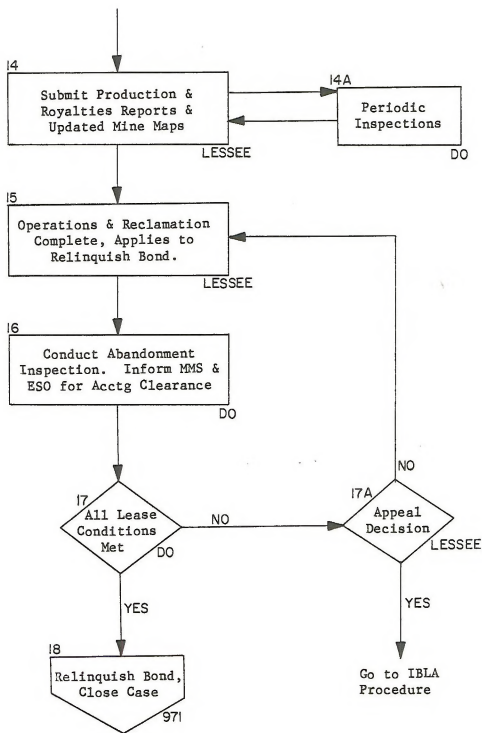 14
Submit Production &
Royalties Reports &
Updated Mine Maps
LESSEE
14A
Periodic
Inspections
DO
15
Operations & Reclamation
Complete, Applies to
Relinquish Bond.
LESSEE
16
Conduct Abandonment
Inspection. Inform MMS &
ESO for Acctg Clearance
DO
17
All Lease
Conditions
Met
DO
NO
17A
Appeal
Decision
LESSEE
NO
YES
YES
18
Relinquish Bond,
Close Case
971
Go to IBLA
Procedure